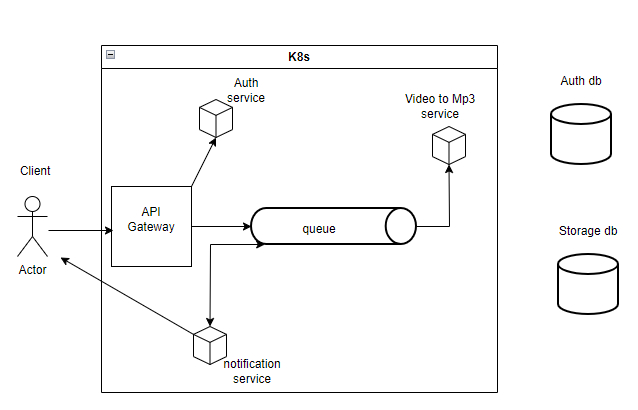 K8s
Auth
service
Video to Mp3
service
Auth db
Client
API
Gateway
queue
Storage db
Actor
notification
service